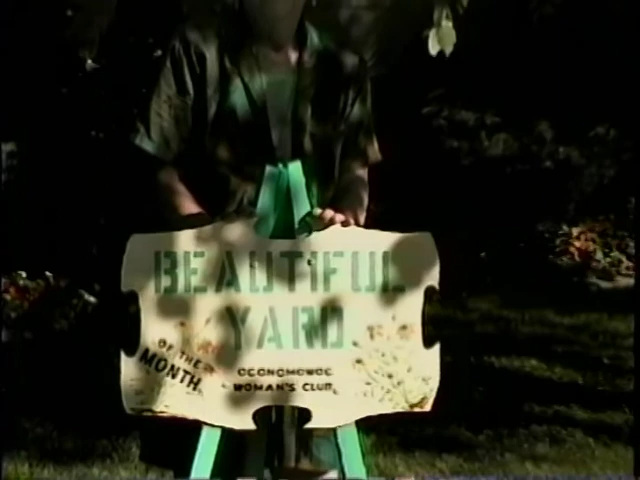 BEAUTIFUL
YARD
OF THE
MONTH
OCONOMOWOC
WOMAN'S CLUB